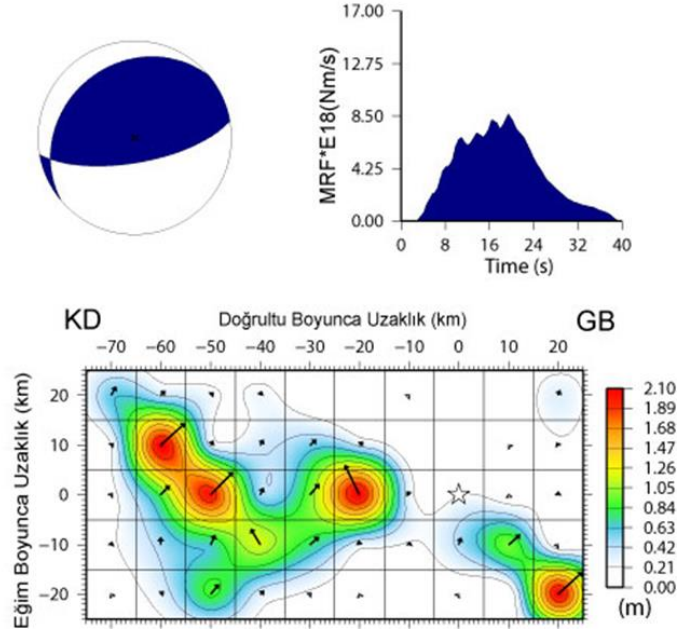 17.00
12.75
8.50
4.25
0.00
MRF*E18(Nm/s)
0 8 16 24 32 40
Time (s)
KD
Doğrultu Boyunca Uzaklık (km)
GB
−70 −60 −50 −40 −30 −20 −10 0 10 20
Eğim Boyunca Uzaklık (km)
20
10
0
−10
−20
2.10
1.89
1.68
1.47
1.26
1.05
0.84
0.63
0.42
0.21
0.00
(m)